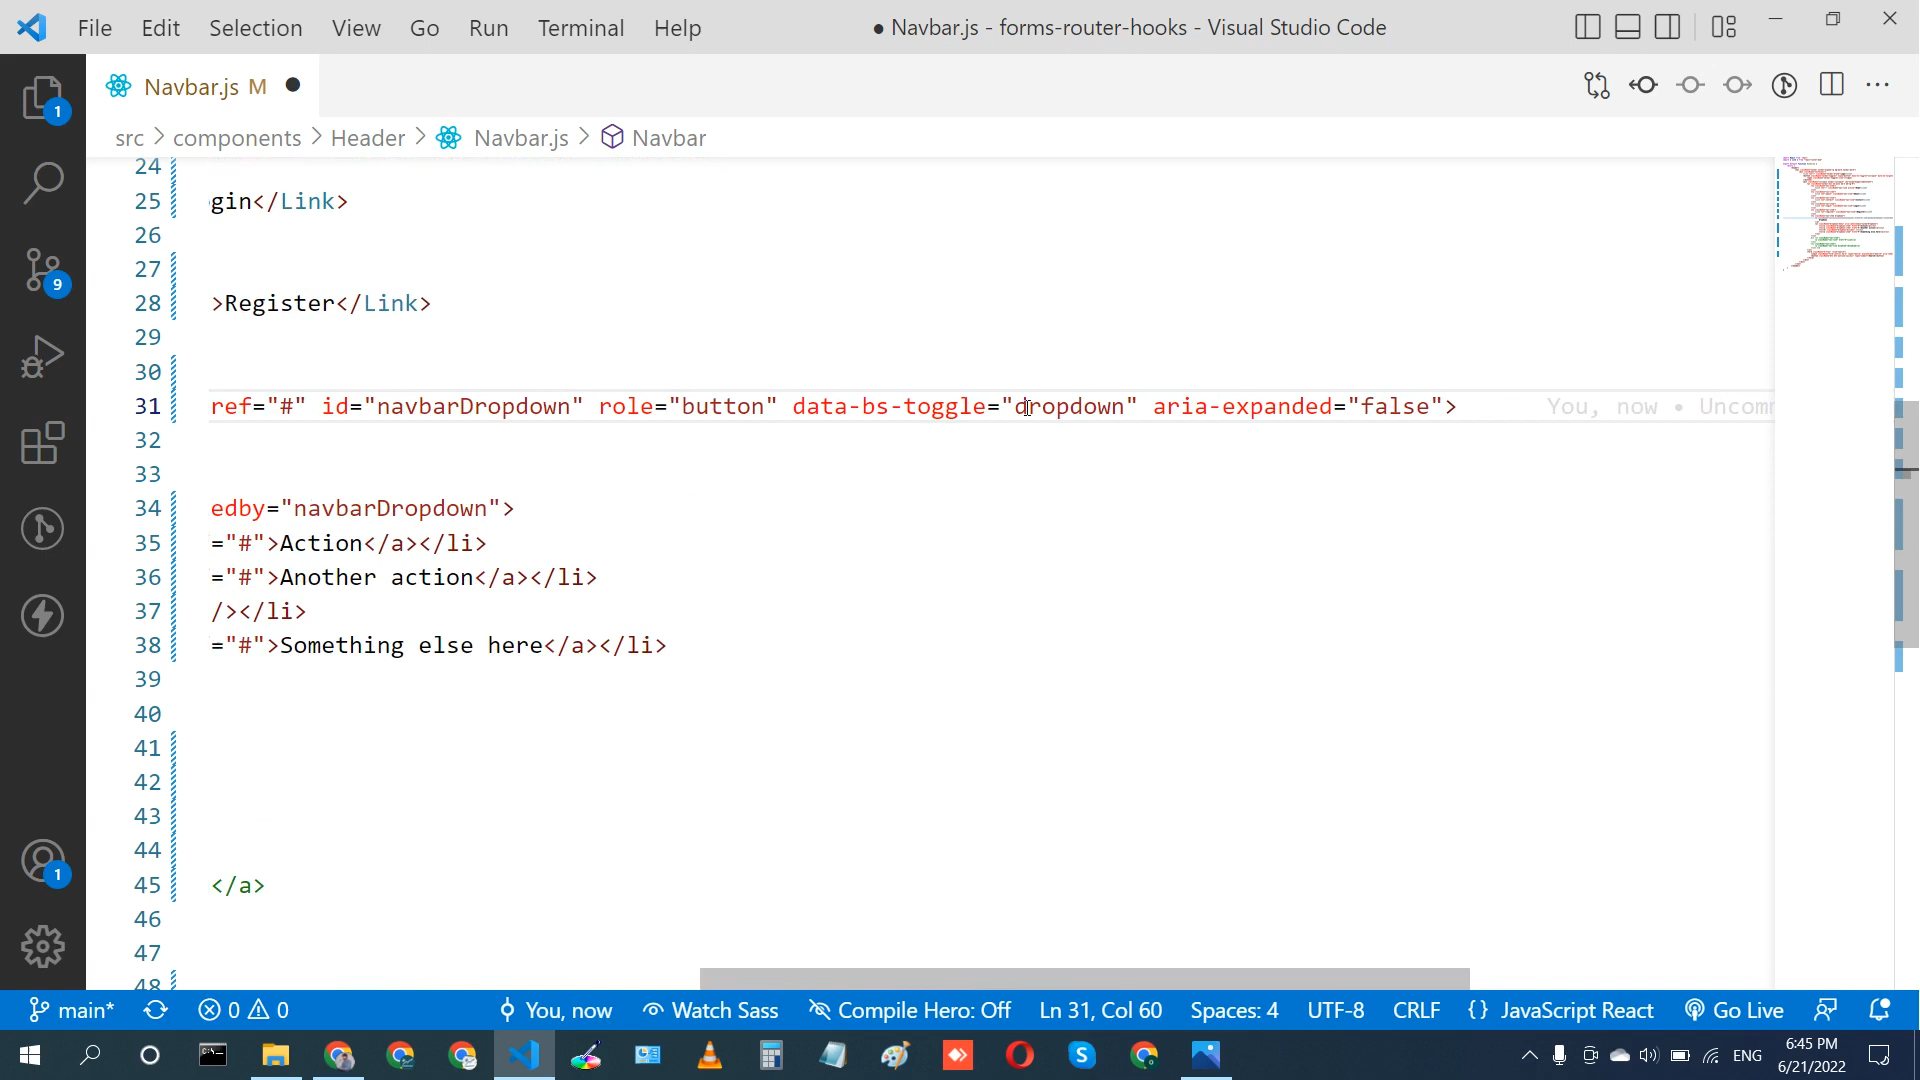 File Edit Selection View Go Run Terminal Help ● Navbar.js - forms-router-hooks - Visual Studio Code
Navbar.js M
src > components > Header > Navbar.js > Navbar
24
25 gin</Link>
26
27
28 >Register</Link>
29
30
31 ref="#" id="navbarDropdown" role="button" data-bs-toggle="dropdown" aria-expanded="false"> You, now • Uncomm
32
33
34 edby="navbarDropdown">
35 ="#">Action</a></li>
36 ="#">Another action</a></li>
37 /></li>
38 ="#">Something else here</a></li>
39
40
41
42
43
44
45 </a>
46
47
48
1
9
1
main* 0 0 You, now Watch Sass Compile Hero: Off Ln 31, Col 60 Spaces: 4 UTF-8 CRLF {} JavaScript React Go Live
ENG 6:45 PM
6/21/2022